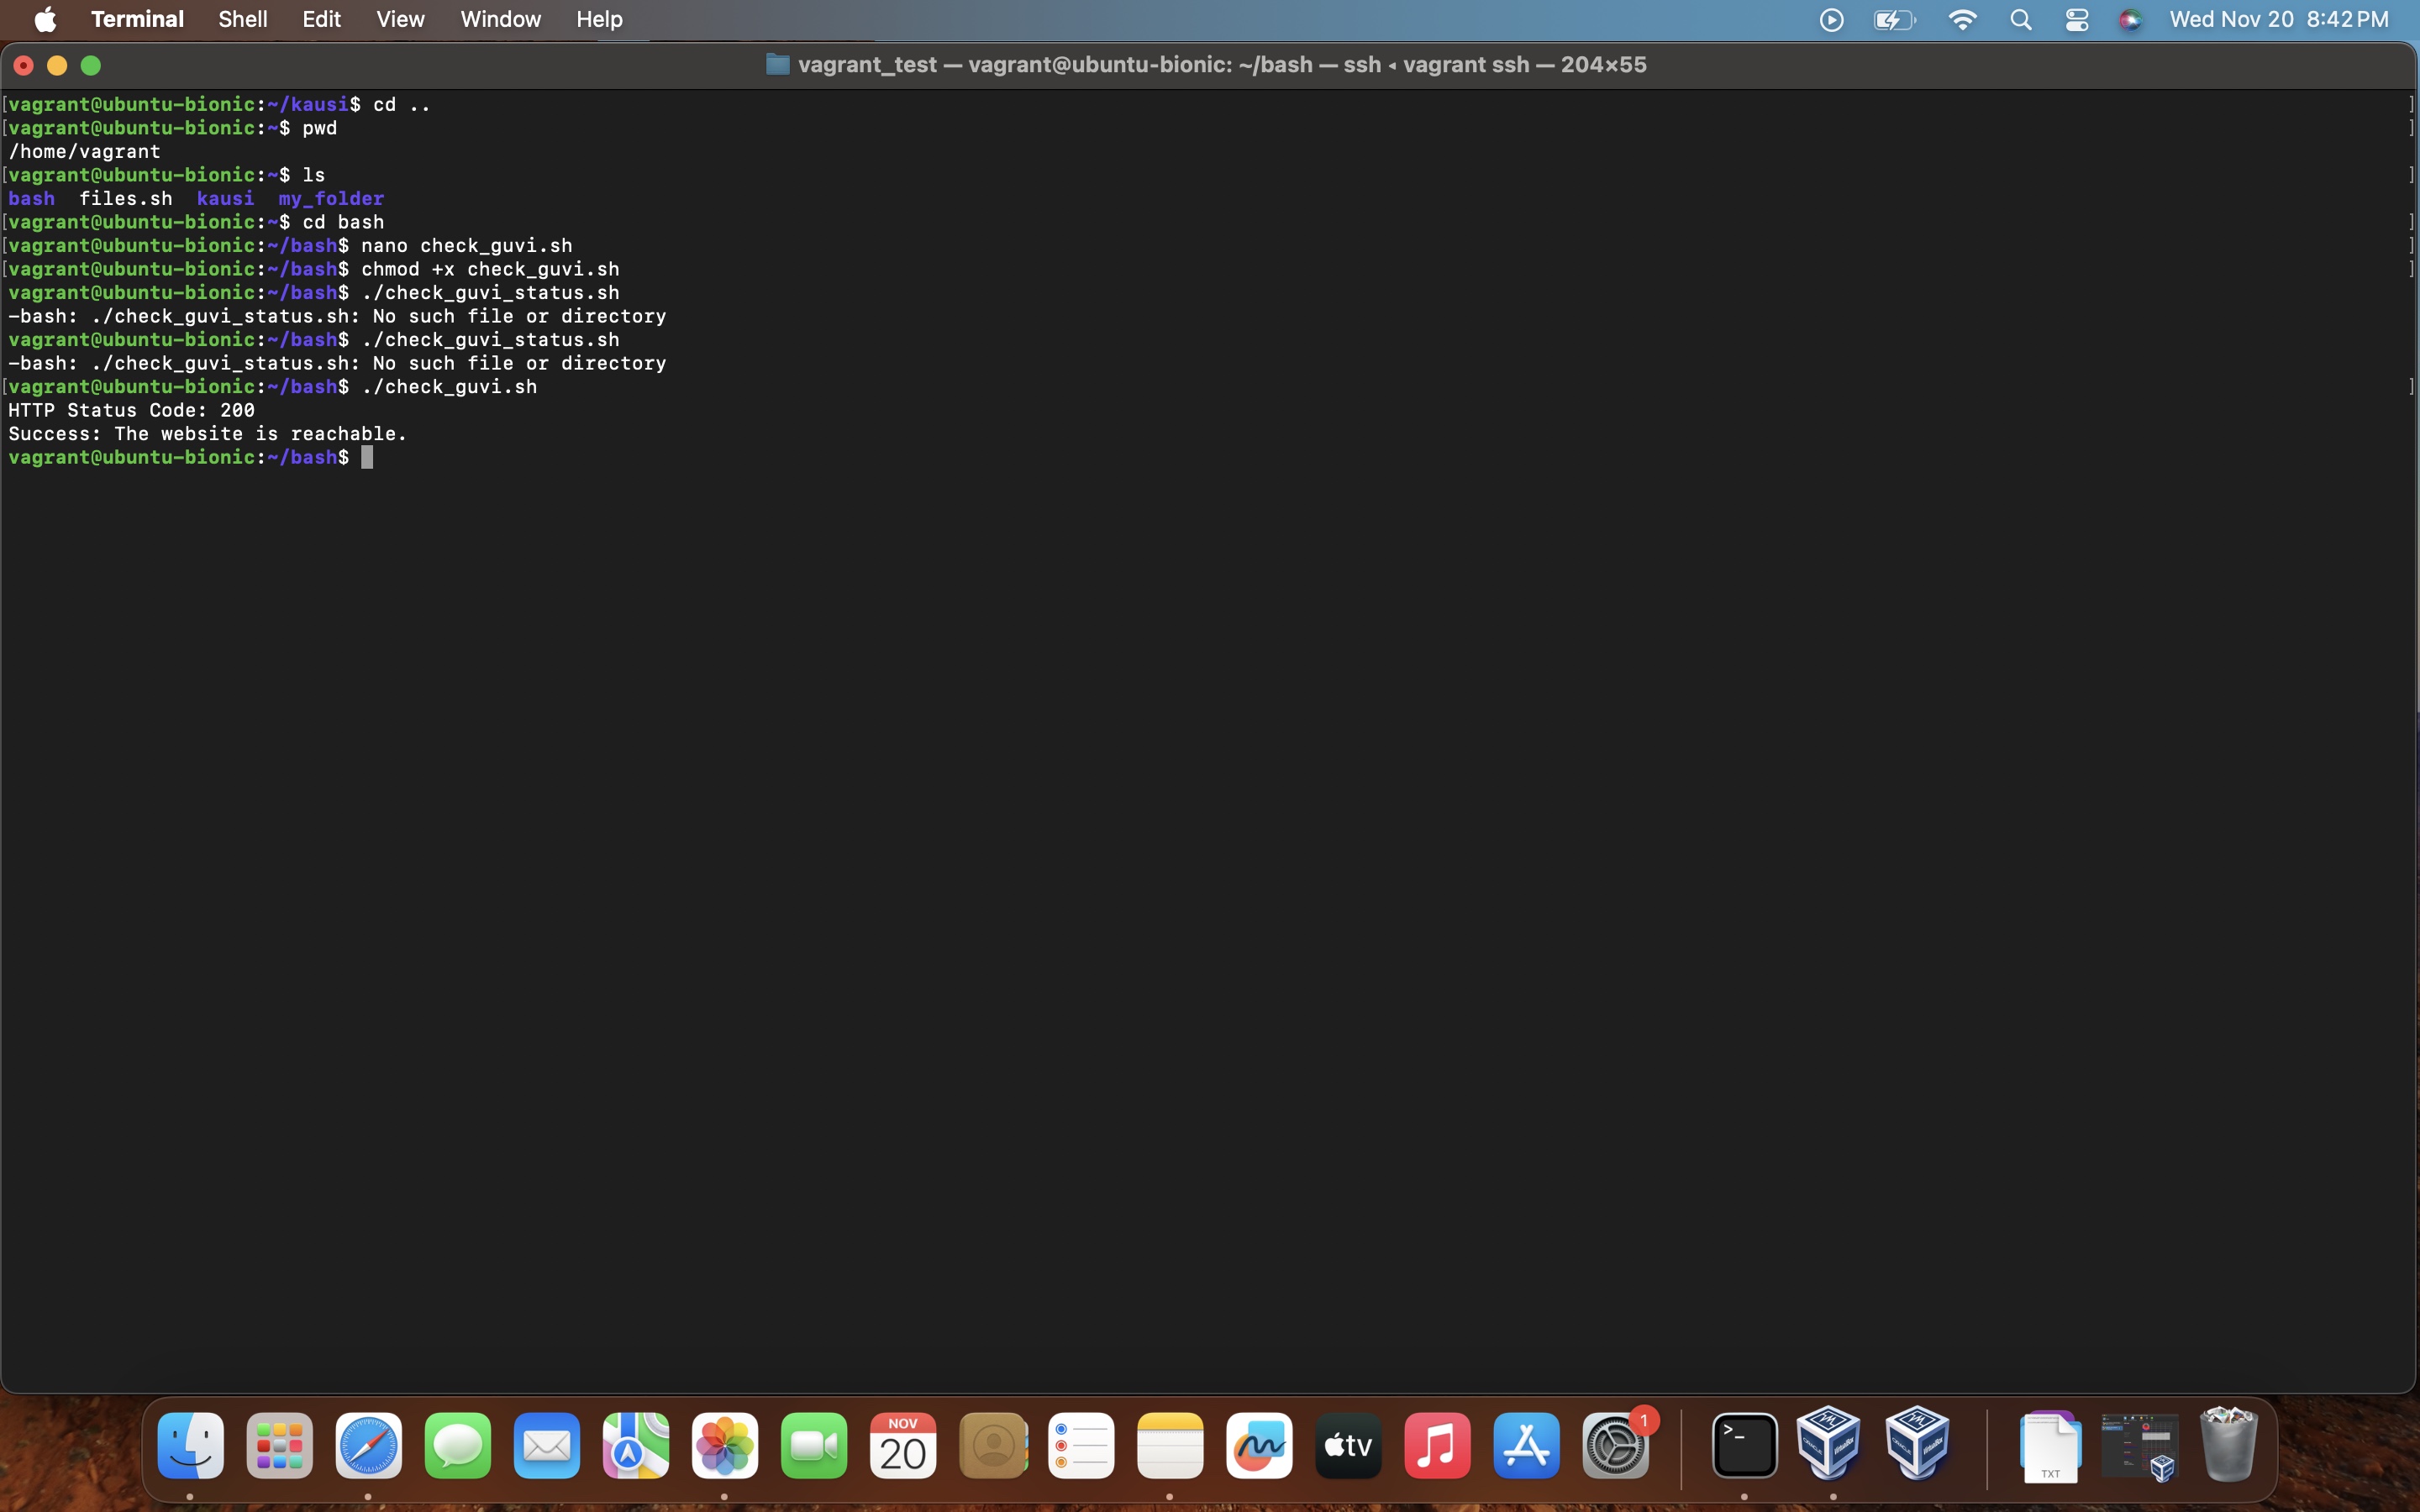 Terminal Shell Edit View Window Help Wed Nov 20 8:42 PM
vagrant_test — vagrant@ubuntu-bionic: ~/bash — ssh ◂ vagrant ssh — 204×55
[vagrant@ubuntu-bionic:~/kausi$ cd .. ]
[vagrant@ubuntu-bionic:~$ pwd ]
/home/vagrant
[vagrant@ubuntu-bionic:~$ ls ]
bash files.sh kausi my_folder
[vagrant@ubuntu-bionic:~$ cd bash ]
[vagrant@ubuntu-bionic:~/bash$ nano check_guvi.sh ]
[vagrant@ubuntu-bionic:~/bash$ chmod +x check_guvi.sh ]
vagrant@ubuntu-bionic:~/bash$ ./check_guvi_status.sh
-bash: ./check_guvi_status.sh: No such file or directory
vagrant@ubuntu-bionic:~/bash$ ./check_guvi_status.sh
-bash: ./check_guvi_status.sh: No such file or directory
[vagrant@ubuntu-bionic:~/bash$ ./check_guvi.sh ]
HTTP Status Code: 200
Success: The website is reachable.
vagrant@ubuntu-bionic:~/bash$
NOV
20
tv
1
>_
TXT